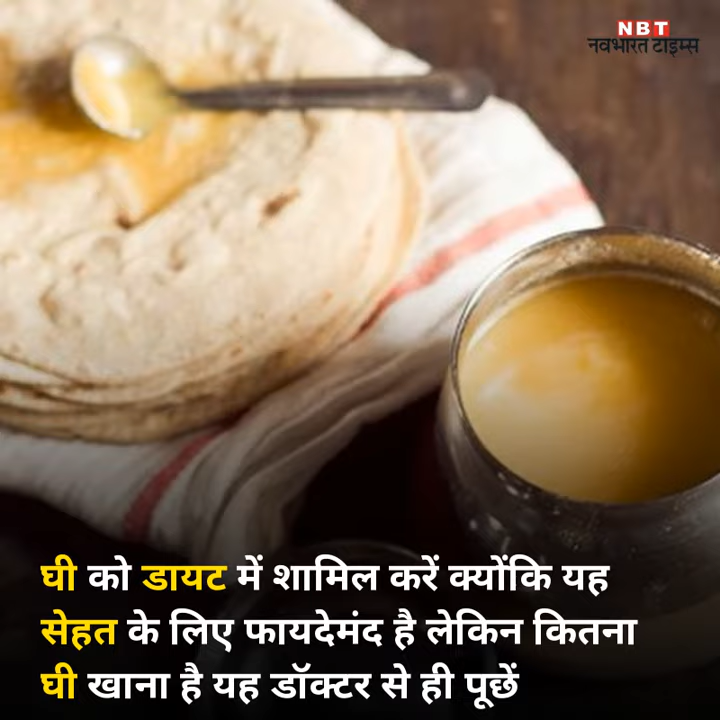 NBT
नवभारत टाइम्स
घी को डायट में शामिल करें क्योंकि यह
सेहत के लिए फायदेमंद है लेकिन कितना
घी खाना है यह डॉक्टर से ही पूछें